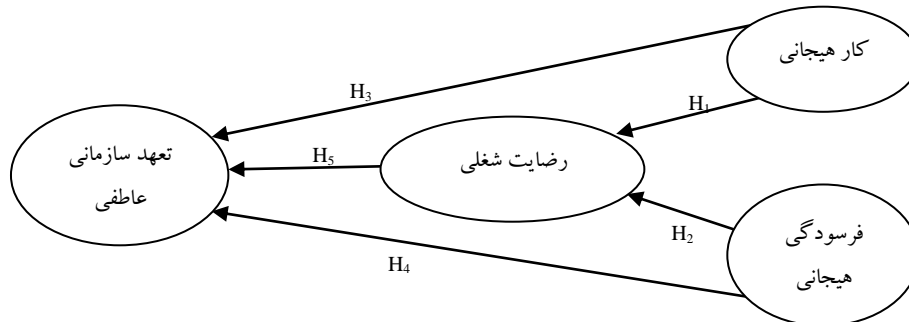 کار هیجانی
H3
H1
تعهد سازمانی
عاطفی
H5
رضایت شغلی
H2
فرسودگی
هیجانی
H4